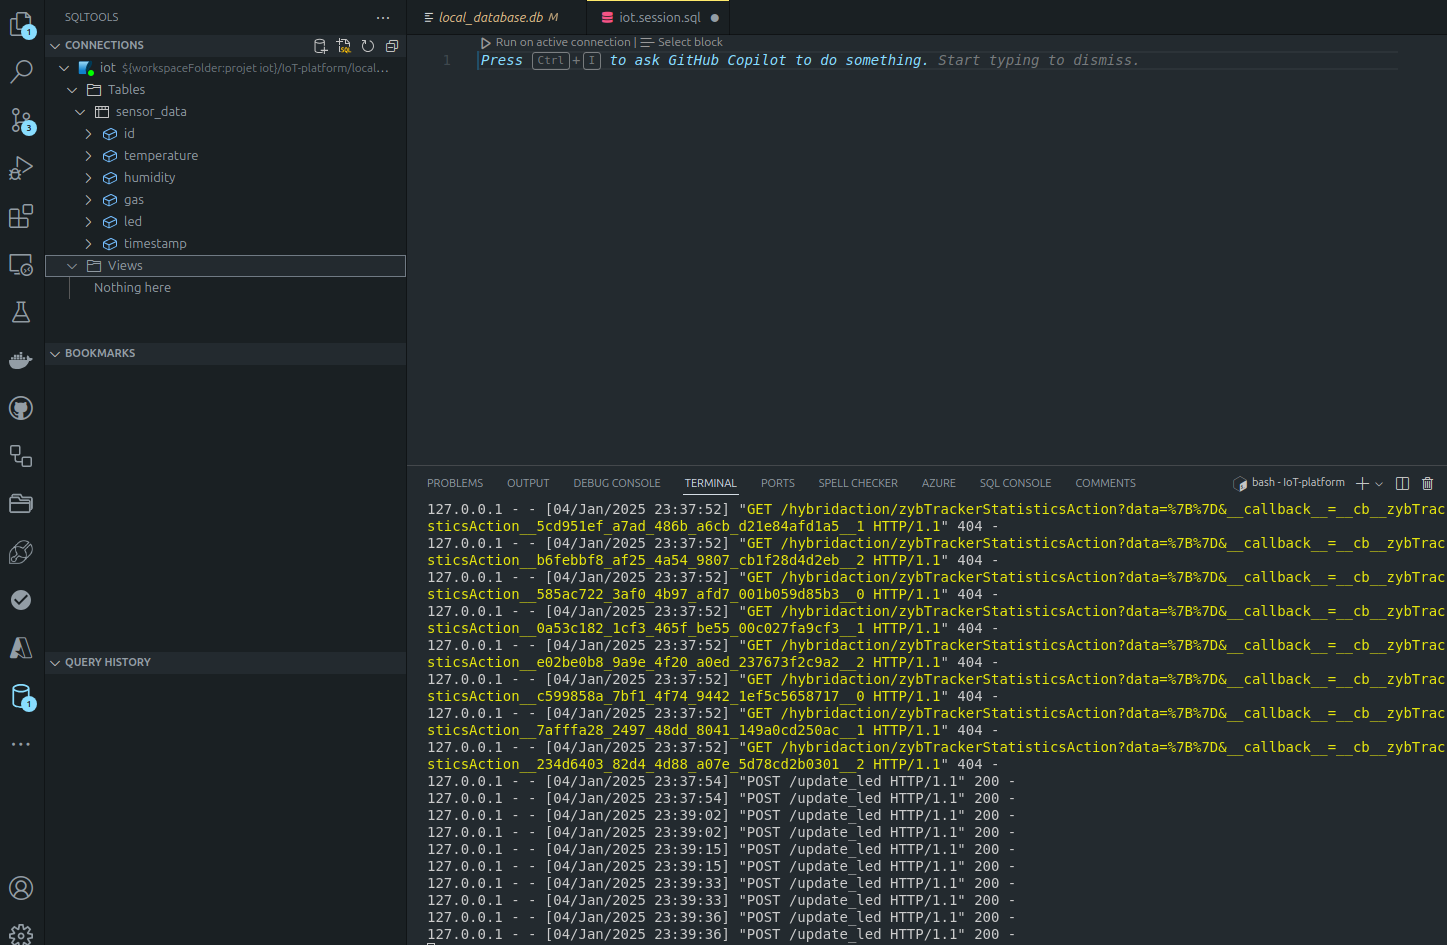 SQLTOOLS
CONNECTIONS
iot ${workspaceFolder:projet iot}/IoT-platform/local...
Tables
sensor_data
id
temperature
humidity
gas
led
timestamp
Views
Nothing here
BOOKMARKS
QUERY HISTORY
1
3
1
local_database.db M
iot.session.sql
Run on active connection | Select block
1 Press Ctrl + I to ask GitHub Copilot to do something. Start typing to dismiss.
PROBLEMS OUTPUT DEBUG CONSOLE TERMINAL PORTS SPELL CHECKER AZURE SQL CONSOLE COMMENTS
bash - IoT-platform
127.0.0.1 - - [04/Jan/2025 23:37:52] "GET /hybridaction/zybTrackerStatisticsAction?data=%7B%7D&__callback__=__cb__zybTrac
sticsAction__5cd951ef_a7ad_486b_a6cb_d21e84afd1a5__1 HTTP/1.1" 404 -
127.0.0.1 - - [04/Jan/2025 23:37:52] "GET /hybridaction/zybTrackerStatisticsAction?data=%7B%7D&__callback__=__cb__zybTrac
sticsAction__b6febbf8_af25_4a54_9807_cb1f28d4d2eb__2 HTTP/1.1" 404 -
127.0.0.1 - - [04/Jan/2025 23:37:52] "GET /hybridaction/zybTrackerStatisticsAction?data=%7B%7D&__callback__=__cb__zybTrac
sticsAction__585ac722_3af0_4b97_afd7_001b059d85b3__0 HTTP/1.1" 404 -
127.0.0.1 - - [04/Jan/2025 23:37:52] "GET /hybridaction/zybTrackerStatisticsAction?data=%7B%7D&__callback__=__cb__zybTrac
sticsAction__0a53c182_1cf3_465f_be55_00c027fa9cf3__1 HTTP/1.1" 404 -
127.0.0.1 - - [04/Jan/2025 23:37:52] "GET /hybridaction/zybTrackerStatisticsAction?data=%7B%7D&__callback__=__cb__zybTrac
sticsAction__e02be0b8_9a9e_4f20_a0ed_237673f2c9a2__2 HTTP/1.1" 404 -
127.0.0.1 - - [04/Jan/2025 23:37:52] "GET /hybridaction/zybTrackerStatisticsAction?data=%7B%7D&__callback__=__cb__zybTrac
sticsAction__c599858a_7bf1_4f74_9442_1ef5c5658717__0 HTTP/1.1" 404 -
127.0.0.1 - - [04/Jan/2025 23:37:52] "GET /hybridaction/zybTrackerStatisticsAction?data=%7B%7D&__callback__=__cb__zybTrac
sticsAction__7afffa28_2497_48dd_8041_149a0cd250ac__1 HTTP/1.1" 404 -
127.0.0.1 - - [04/Jan/2025 23:37:52] "GET /hybridaction/zybTrackerStatisticsAction?data=%7B%7D&__callback__=__cb__zybTrac
sticsAction__234d6403_82d4_4d88_a07e_5d78cd2b0301__2 HTTP/1.1" 404 -
127.0.0.1 - - [04/Jan/2025 23:37:54] "POST /update_led HTTP/1.1" 200 -
127.0.0.1 - - [04/Jan/2025 23:37:54] "POST /update_led HTTP/1.1" 200 -
127.0.0.1 - - [04/Jan/2025 23:39:02] "POST /update_led HTTP/1.1" 200 -
127.0.0.1 - - [04/Jan/2025 23:39:02] "POST /update_led HTTP/1.1" 200 -
127.0.0.1 - - [04/Jan/2025 23:39:15] "POST /update_led HTTP/1.1" 200 -
127.0.0.1 - - [04/Jan/2025 23:39:15] "POST /update_led HTTP/1.1" 200 -
127.0.0.1 - - [04/Jan/2025 23:39:33] "POST /update_led HTTP/1.1" 200 -
127.0.0.1 - - [04/Jan/2025 23:39:33] "POST /update_led HTTP/1.1" 200 -
127.0.0.1 - - [04/Jan/2025 23:39:36] "POST /update_led HTTP/1.1" 200 -
127.0.0.1 - - [04/Jan/2025 23:39:36] "POST /update_led HTTP/1.1" 200 -